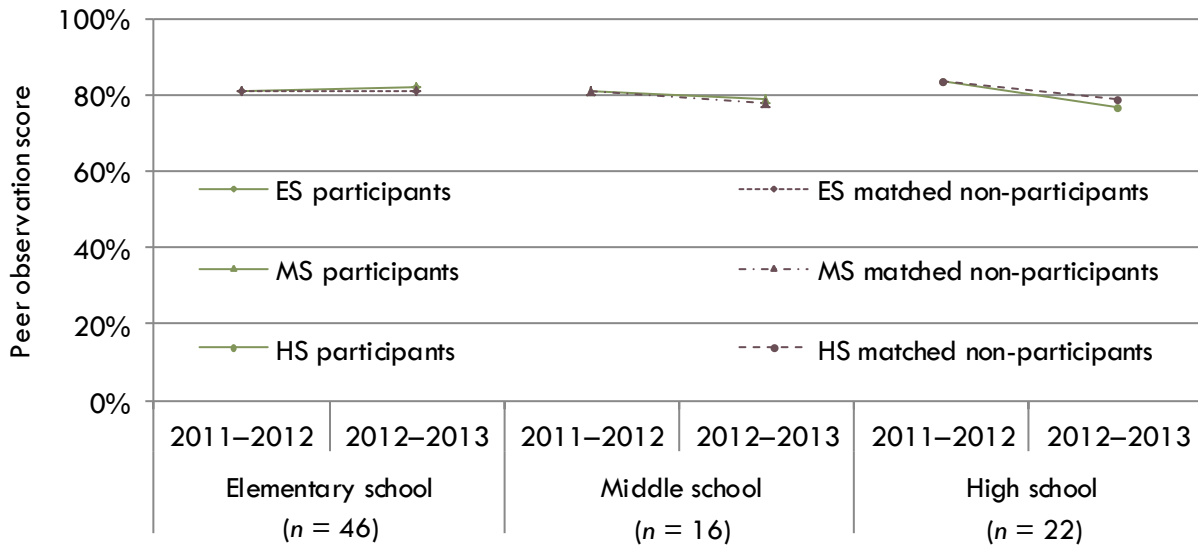 100%
80%
60%
40%
20%
0%
Peer observation score
ES participants
ES matched non-participants
MS participants
MS matched non-participants
HS participants
HS matched non-participants
2011–2012 2012–2013 2011–2012 2012–2013 2011–2012 2012–2013
Elementary school Middle school High school
(n = 46) (n = 16) (n = 22)